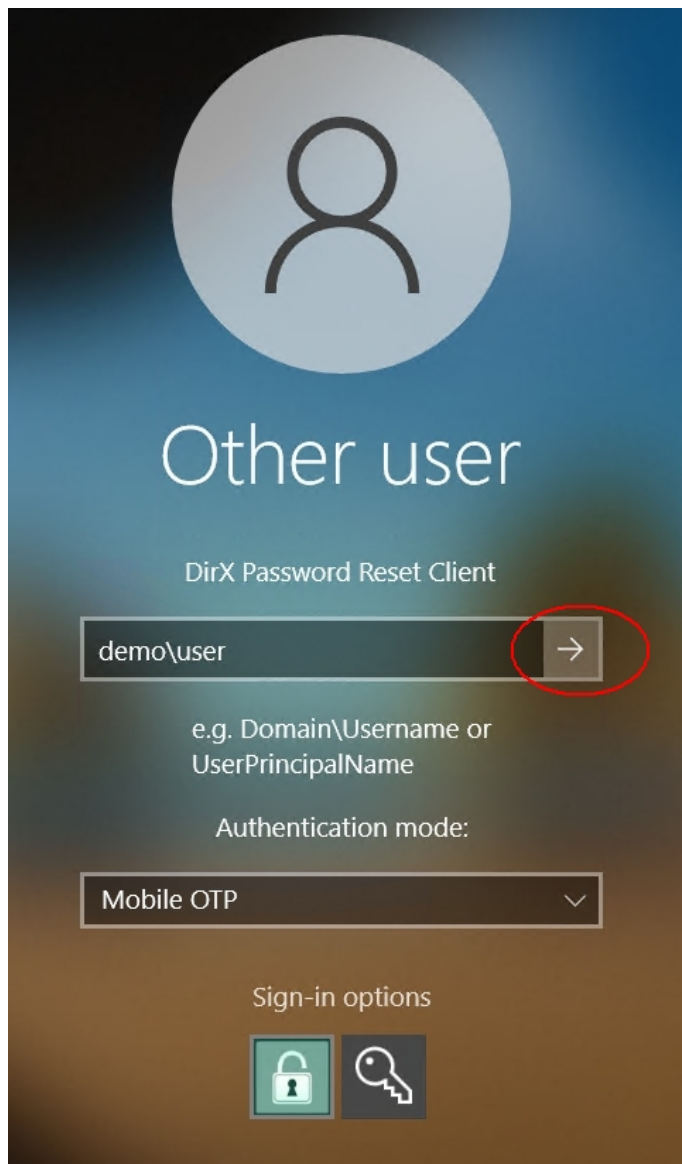 Other user
DirX Password Reset Client
demo\user
e.g. Domain\Username or
UserPrincipalName
Authentication mode:
Mobile OTP
Sign-in options